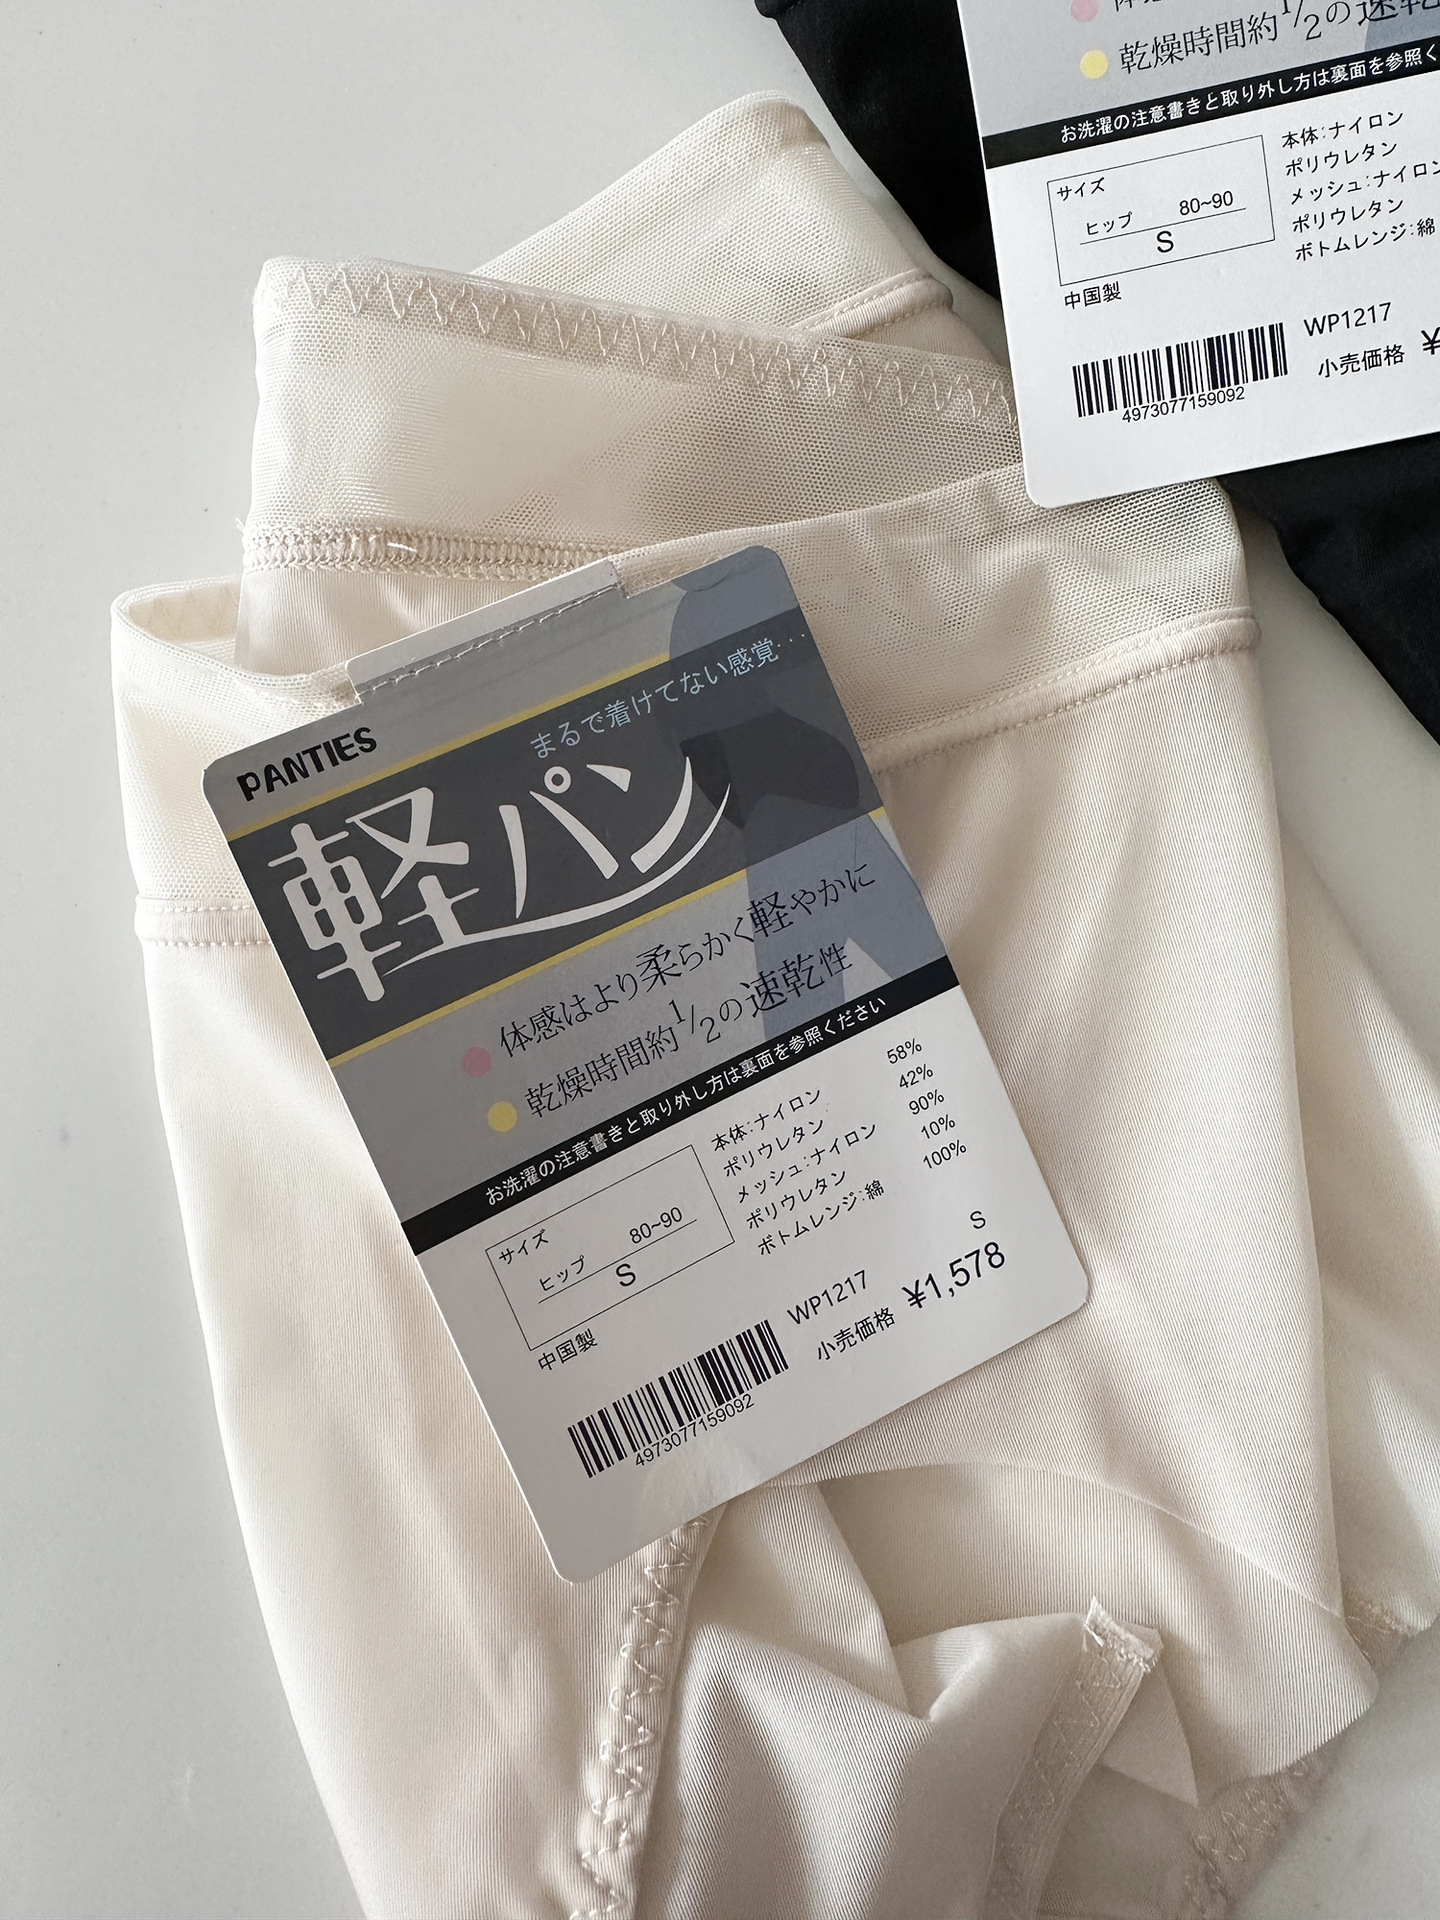 乾燥時間約1/2の速乾
お洗濯の注意書きと取り外し方は裏面を参照く
サイズ
ヒップ 80~90
S
本体:ナイロン
ポリウレタン
メッシュ:ナイロン
ポリウレタン
ボトムレンジ:綿
中国製
WP1217
小売価格 ¥
4973077159092
PANTIES
まるで着けてない感覚…
軽パン
体感はより柔らかく軽やかに
乾燥時間約1/2の速乾性
お洗濯の注意書きと取り外し方は裏面を参照ください
サイズ
ヒップ 80~90
S
本体:ナイロン 58%
ポリウレタン 42%
メッシュ:ナイロン 90%
ポリウレタン 10%
ボトムレンジ:綿 100%
中国製
S
WP1217
小売価格 ¥1,578
4973077159092